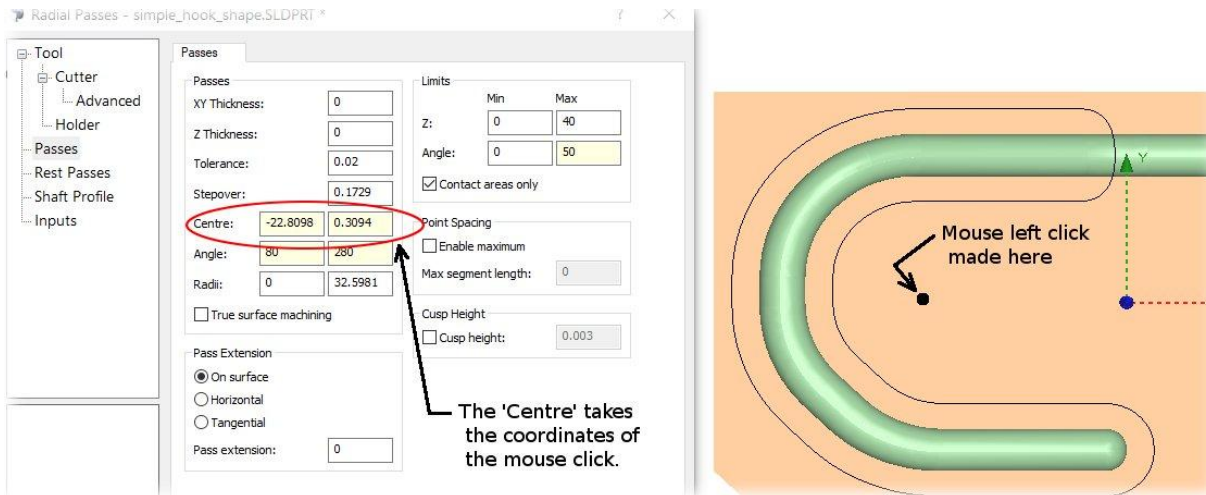 Radial Passes - simple_hook_shape.SLDPRT *
? ×
Tool
Cutter
Advanced
Holder
Passes
Rest Passes
Shaft Profile
Inputs
Passes
Passes
XY Thickness: 0
Z Thickness: 0
Tolerance: 0.02
Stepover: 0.1729
Centre: -22.8098 0.3094
Angle: 80 280
Radii: 0 32.5981
True surface machining
Pass Extension
On surface
Horizontal
Tangential
Pass extension: 0
Limits
Min Max
Z: 0 40
Angle: 0 50
Contact areas only
Point Spacing
Enable maximum
Max segment length: 0
Cusp Height
Cusp height: 0.003
The 'Centre' takes
the coordinates of
the mouse click.
Y
Mouse left click
made here